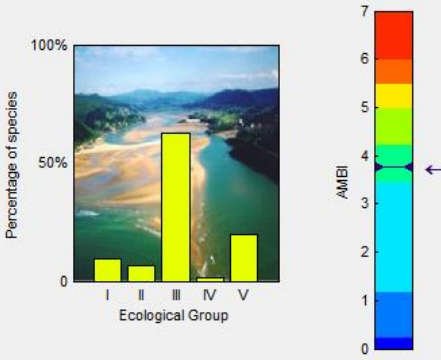 100%
50%
0
Percentage of species
I II III IV V
Ecological Group
7
6
5
4
3
2
1
0
AMBI